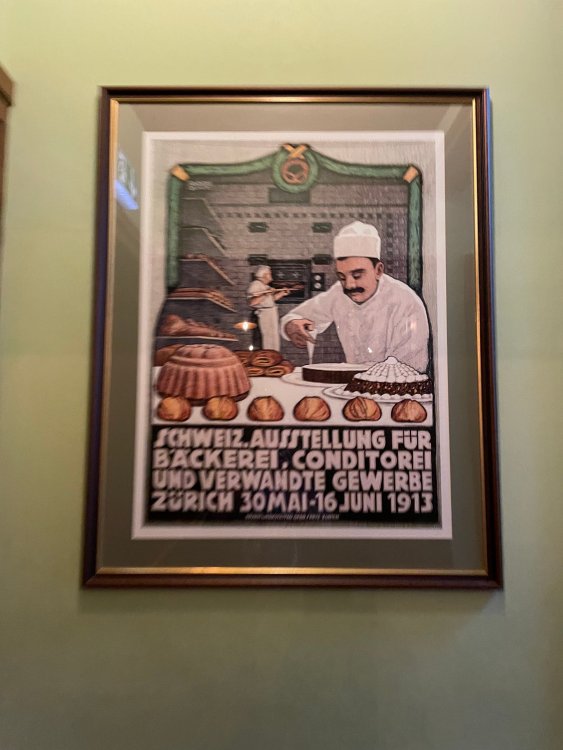 SCHWEIZ. AUSSTELLUNG FÜR
BÄCKEREI, CONDITOREI
UND VERWANDTE GEWERBE
ZÜRICH 30 MAI-16 JUNI 1913